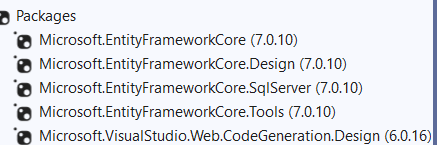 Packages
Microsoft.EntityFrameworkCore (7.0.10)
Microsoft.EntityFrameworkCore.Design (7.0.10)
Microsoft.EntityFrameworkCore.SqlServer (7.0.10)
Microsoft.EntityFrameworkCore.Tools (7.0.10)
Microsoft.VisualStudio.Web.CodeGeneration.Design (6.0.16)